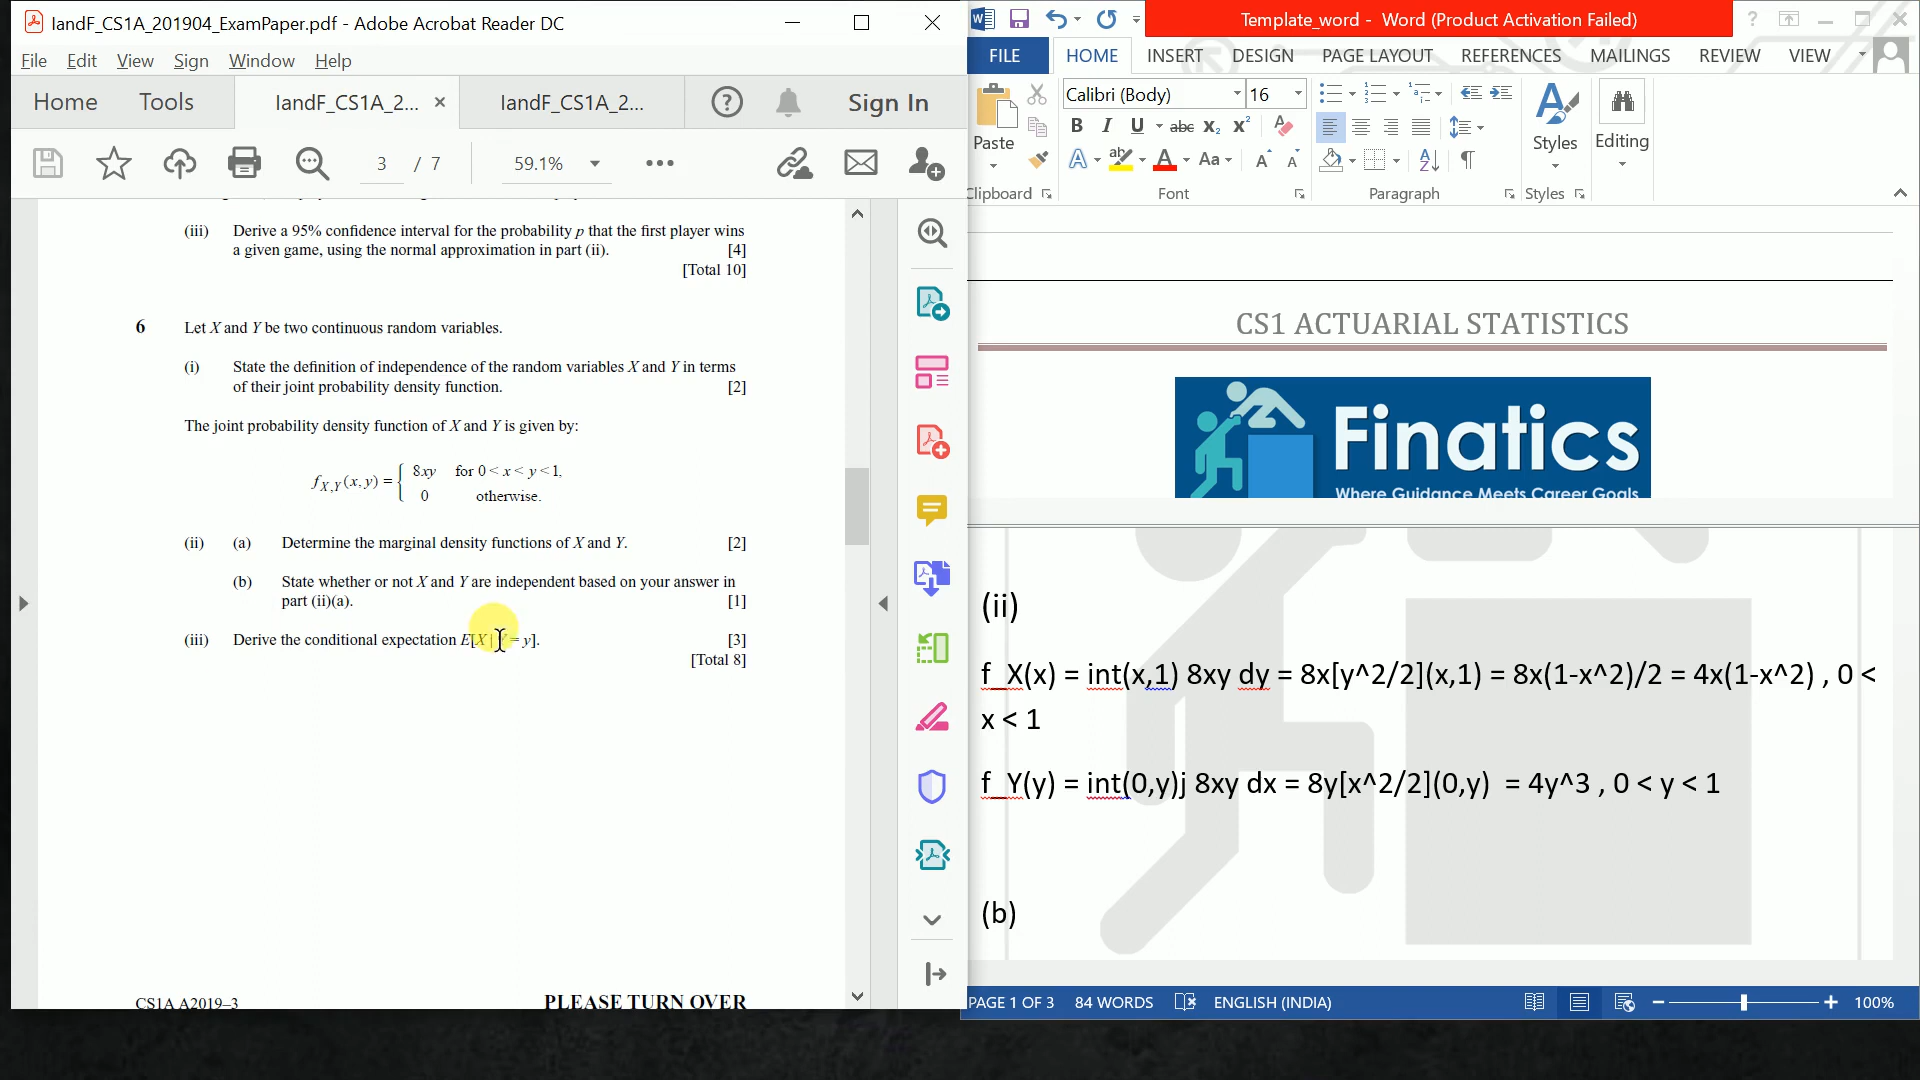 IandF_CS1A_201904_ExamPaper.pdf - Adobe Acrobat Reader DC
File Edit View Sign Window Help
Home Tools IandF_CS1A_2... × IandF_CS1A_2... Sign In
3 / 7 59.1%
(iii) Derive a 95% confidence interval for the probability p that the first player wins
a given game, using the normal approximation in part (ii). [4]
[Total 10]
6 Let X and Y be two continuous random variables.
(i) State the definition of independence of the random variables X and Y in terms
of their joint probability density function. [2]
The joint probability density function of X and Y is given by:
f_{X,Y}(x,y) = { 8xy for 0 < x < y < 1,
0 otherwise.
(ii) (a) Determine the marginal density functions of X and Y. [2]
(b) State whether or not X and Y are independent based on your answer in
part (ii)(a). [1]
(iii) Derive the conditional expectation E[X | Y = y]. [3]
[Total 8]
CS1A A2019–3 PLEASE TURN OVER
Template_word - Word (Product Activation Failed)
FILE HOME INSERT DESIGN PAGE LAYOUT REFERENCES MAILINGS REVIEW VIEW
Calibri (Body) 16
Paste Styles Editing
Clipboard Font Paragraph Styles
CS1 ACTUARIAL STATISTICS
Finatics
Where Guidance Meets Career Goals
(ii)
f_X(x) = int(x,1) 8xy dy = 8x[y^2/2](x,1) = 8x(1-x^2)/2 = 4x(1-x^2) , 0 <
x < 1
f_Y(y) = int(0,y)j 8xy dx = 8y[x^2/2](0,y) = 4y^3 , 0 < y < 1
(b)
PAGE 1 OF 3 84 WORDS ENGLISH (INDIA) 100%